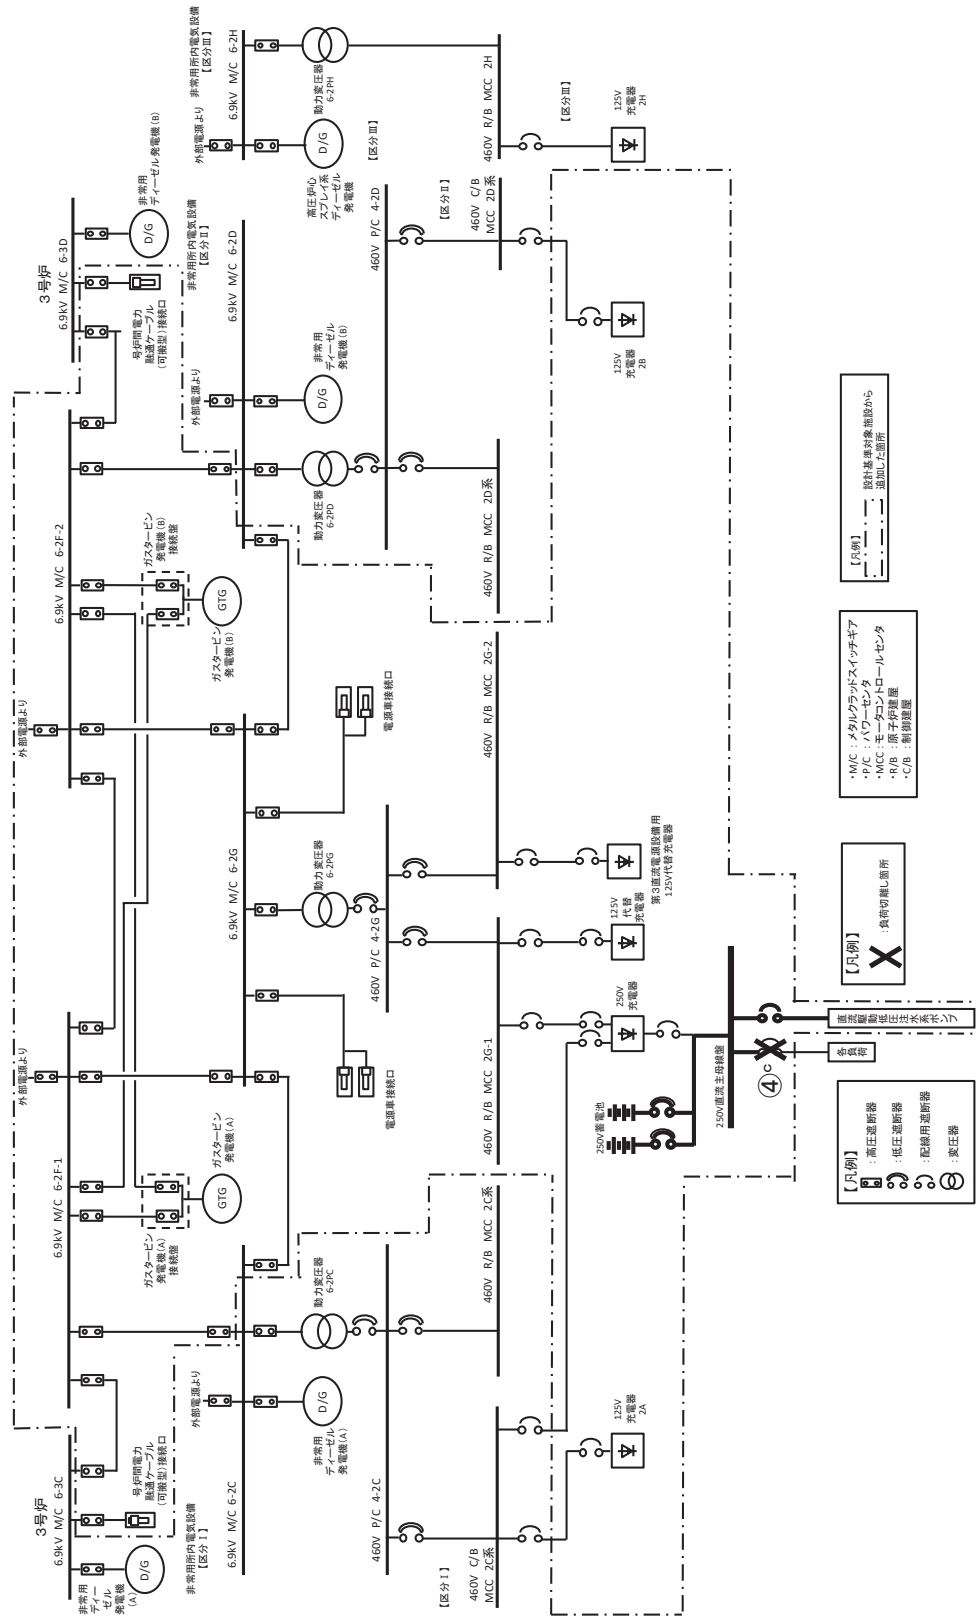 3号炉
6.9kV M/C 6-3C
非常用
ディー
ゼル
発電機
(A)
D/G
号炉間電力
融通ケーブル
(可搬型)接続口
外部電源より
6.9kV M/C 6-2F-1
ガスタービン
発電機(A)
接続盤
GTG
ガスタービン
発電機(A)
外部電源より
6.9kV M/C 6-2F-2
ガスタービン
発電機(B)
接続盤
GTG
ガスタービン
発電機(B)
3号炉
6.9kV M/C 6-3D
号炉間電力
融通ケーブル
(可搬型)接続口
非常用
ディーゼル発電機(B)
D/G
非常用所内電気設備
【区分Ⅰ】
6.9kV M/C 6-2C
外部電源より
D/G
非常用
ディーゼル
発電機(A)
動力変圧器
6-2PC
6.9kV M/C 6-2G
電源車接続口
動力変圧器
6-2PG
電源車接続口
非常用所内電気設備
【区分Ⅱ】
6.9kV M/C 6-2D
外部電源より
動力変圧器
6-2PD
D/G
非常用
ディーゼル
発電機(B)
非常用所内電気設備
【区分Ⅲ】
6.9kV M/C 6-2H
外部電源より
D/G
高圧炉心
スプレイ系
ディーゼル
発電機
動力変圧器
6-2PH
【区分Ⅲ】
460V P/C 4-2C
460V P/C 4-2G
460V P/C 4-2D
【区分Ⅰ】
460V C/B
MCC 2C系
460V R/B MCC 2C系
460V R/B MCC 2G-1
460V R/B MCC 2G-2
460V R/B MCC 2D系
【区分Ⅱ】
460V C/B
MCC 2D系
460V R/B MCC 2H
【区分Ⅲ】
125V
充電器
2A
250V蓄電池
250V
充電器
125V
代替
充電器
第3直流電源設備用
125V代替充電器
125V
充電器
2B
125V
充電器
2H
250V直流主母線盤
④c
各負荷
直流駆動低圧注水系ポンプ
【凡例】
:高圧遮断器
:低圧遮断器
:配線用遮断器
:変圧器
【凡例】
:負荷切離し箇所
・M/C :メタルクラッドスイッチギア
・P/C :パワーセンタ
・MCC:モータコントロールセンタ
・R/B :原子炉建屋
・C/B :制御建屋
【凡例】
設計基準対象施設から
追加した箇所